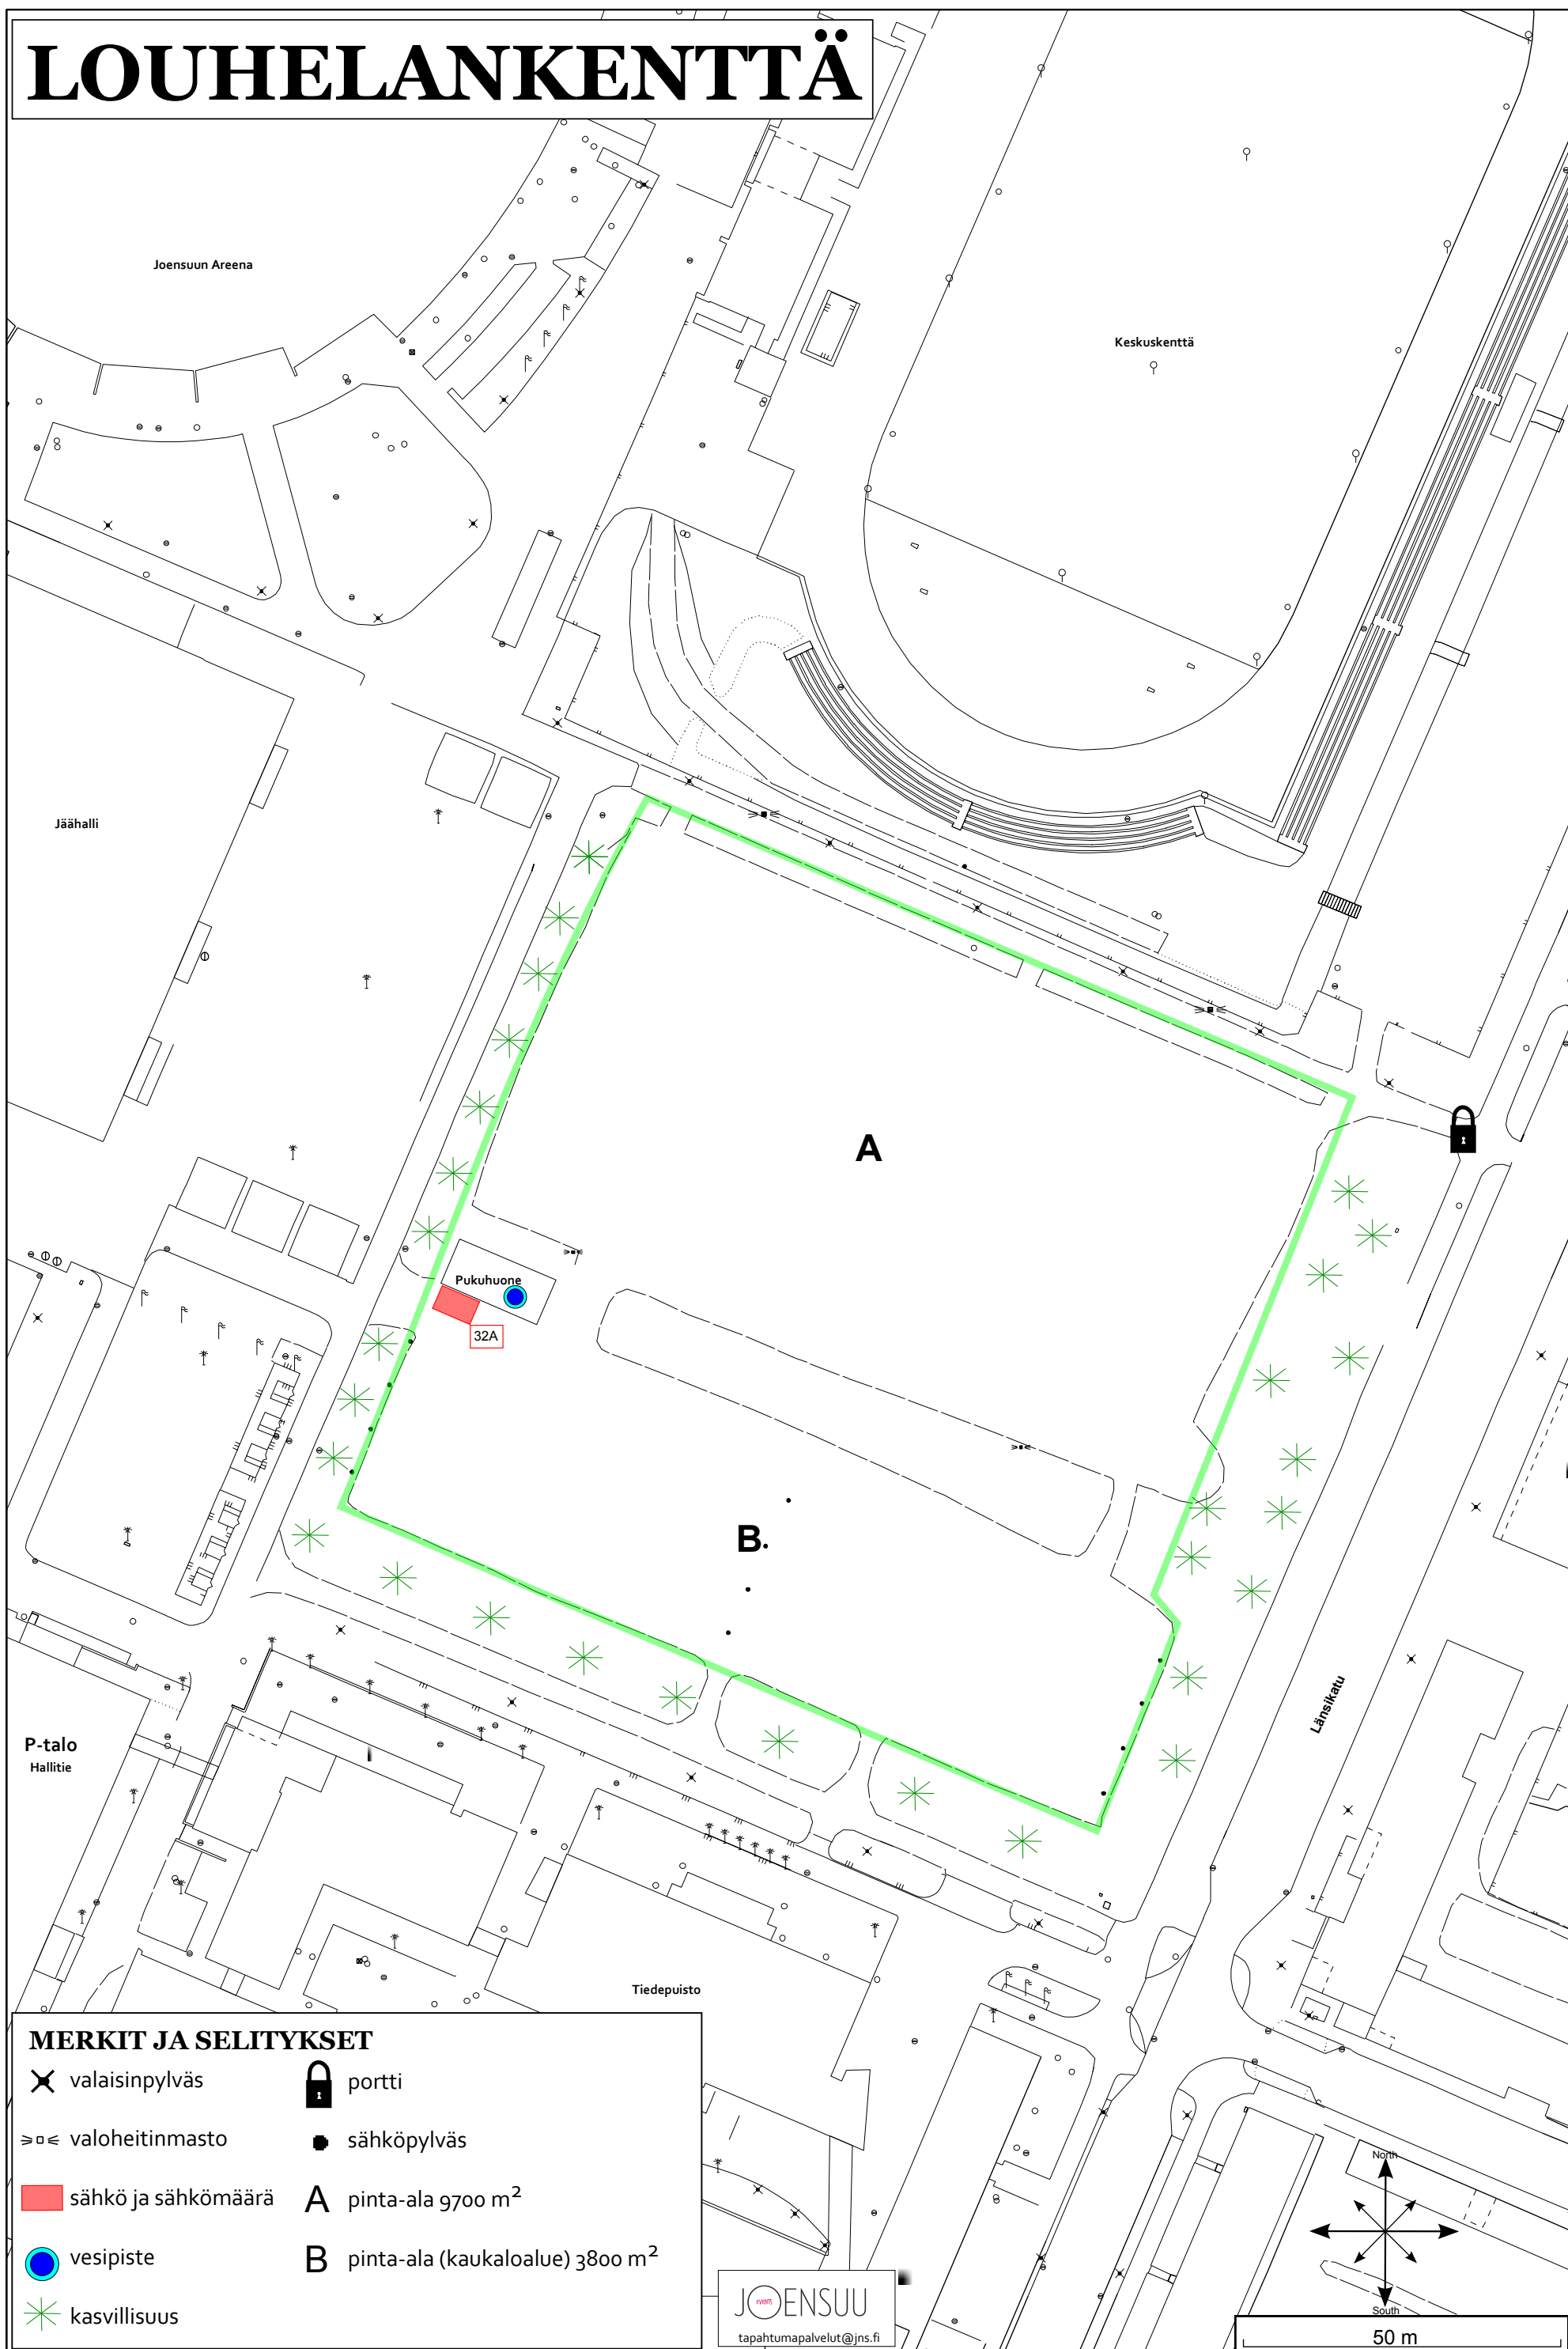 LOUHELANKENTTÄ
Joensuun Areena
Keskuskenttä
Jäähalli
A
Pukuhuone
32A
B.
Länsikatu
P-talo
Hallitie
Tiedepuisto
MERKIT JA SELITYKSET
valaisinpylväs
portti
valoheitinmasto
sähköpylväs
sähkö ja sähkömäärä
A pinta-ala 9700 m²
vesipiste
B pinta-ala (kaukaloalue) 3800 m²
kasvillisuus
JOENSUU
EVENTS
tapahtumapalvelut@jns.fi
North
South
50 m